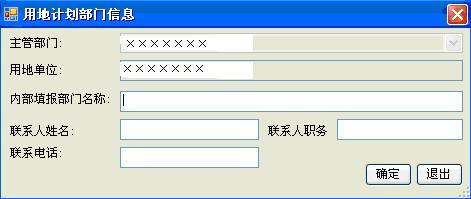 用地计划部门信息
主管部门: ×××××××
用地单位: ×××××××
内部填报部门名称:
联系人姓名: 联系人职务
联系电话:
确定 退出